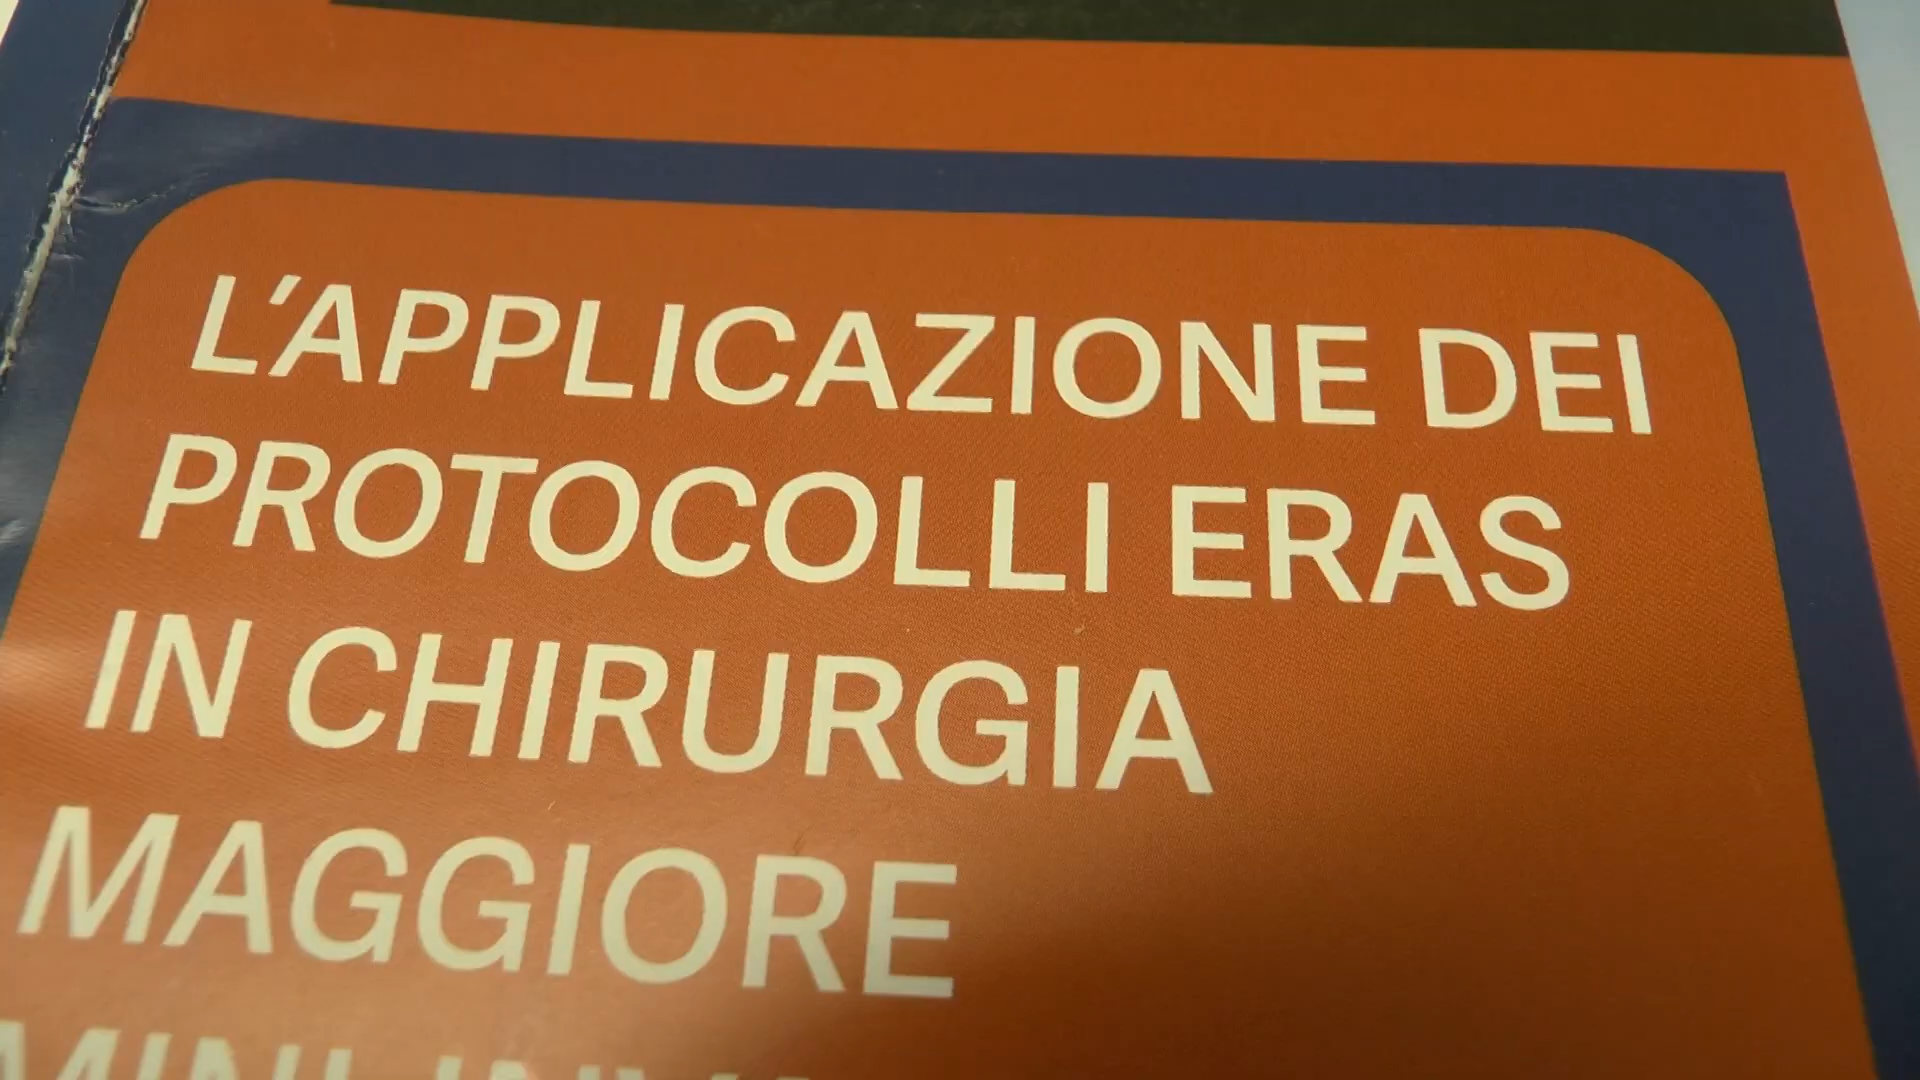 L'APPLICAZIONE DEI
PROTOCOLLI ERAS
IN CHIRURGIA
MAGGIORE